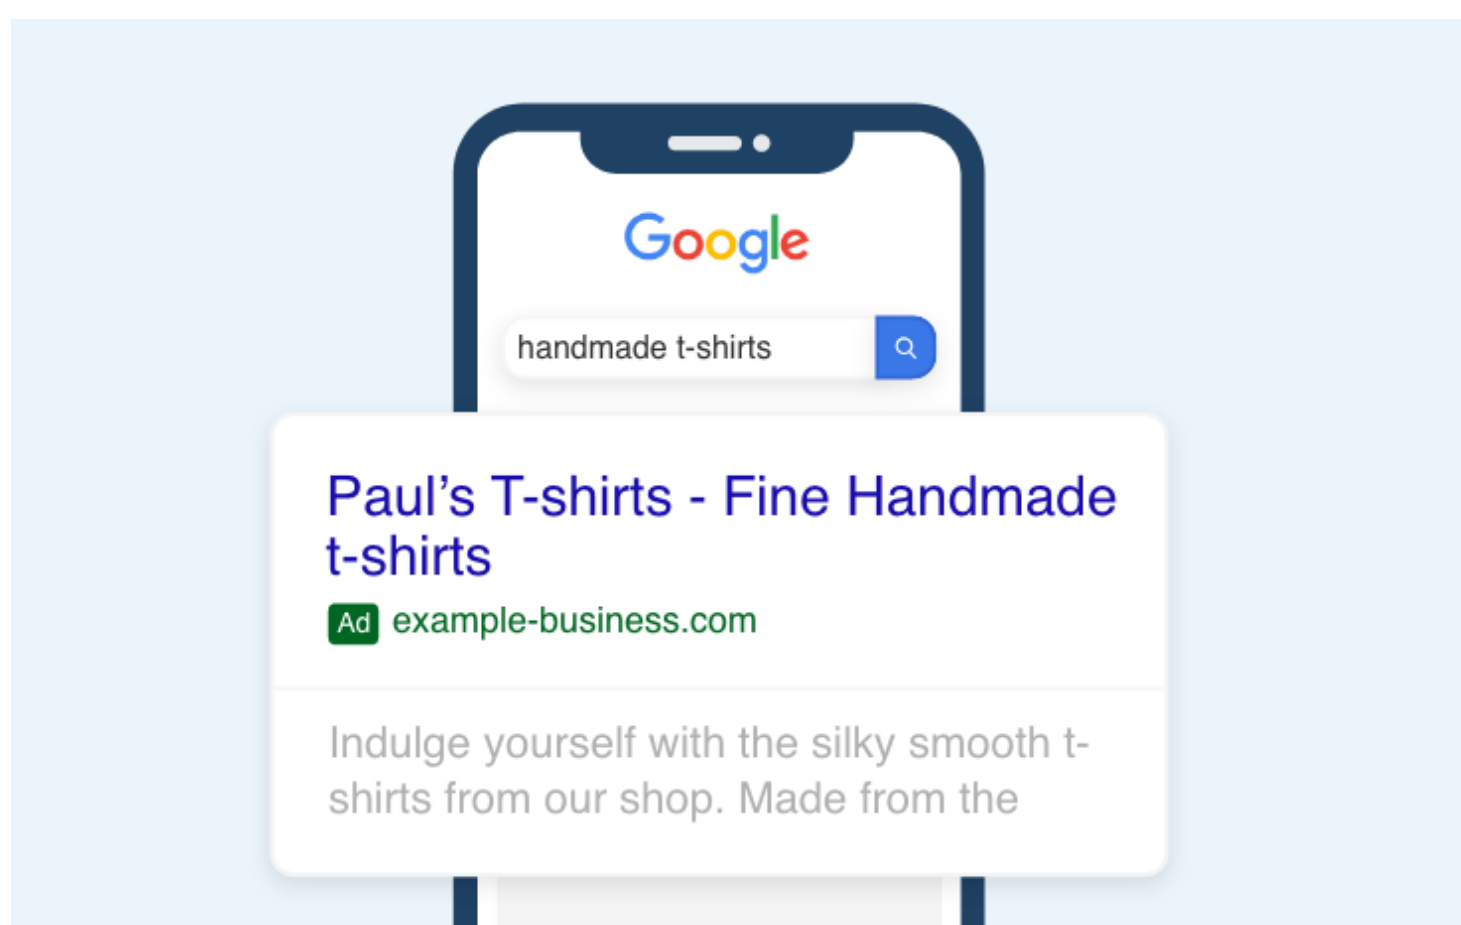 Google
handmade t-shirts
Paul’s T-shirts - Fine Handmade
t-shirts
Ad example-business.com
Indulge yourself with the silky smooth t-
shirts from our shop. Made from the